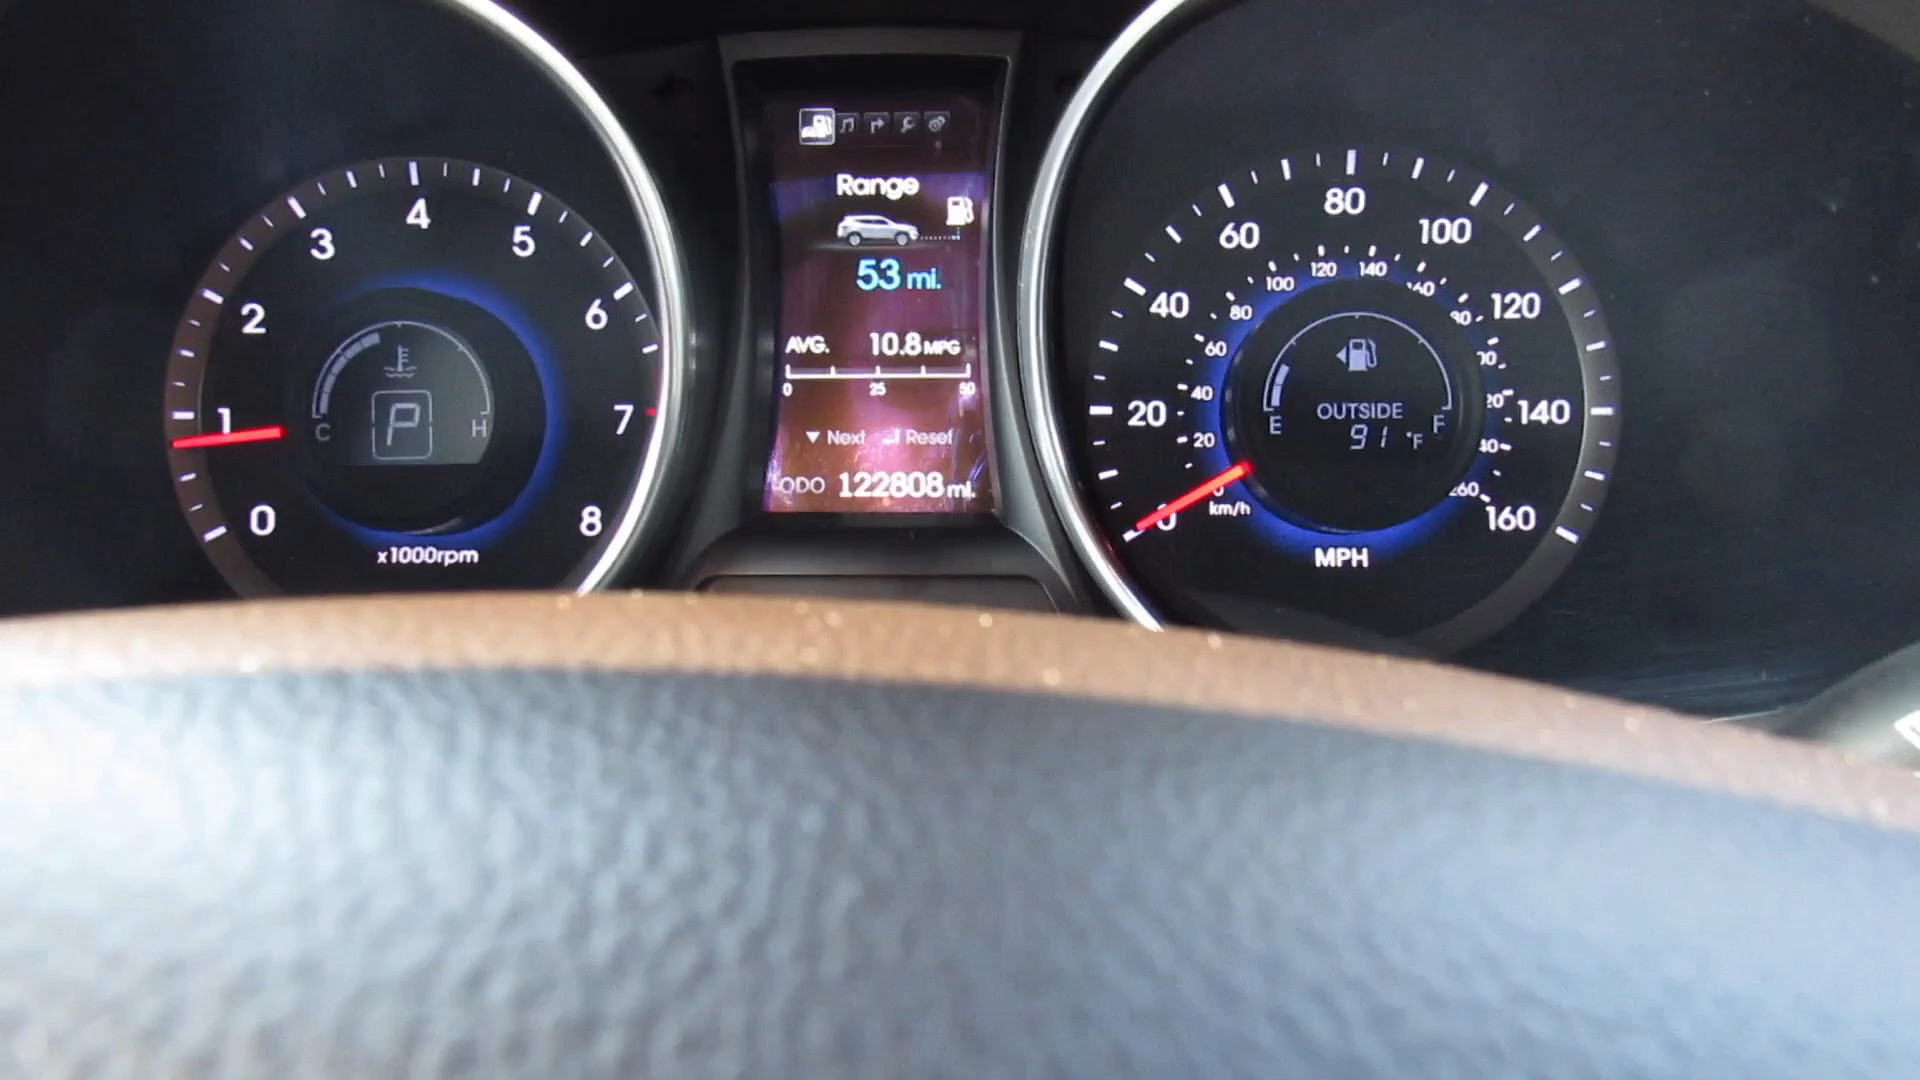 0
1
2
3
4
5
6
7
8
x1000rpm
C
H
P
Range
53 mi.
AVG. 10.8 MPG
0 25 50
▼ Next Reset
ODO 122808 mi.
0
20
40
60
80
100
120
140
160
MPH
0
20
40
60
80
100
120
140
160
km/h
E
F
OUTSIDE
91 °F